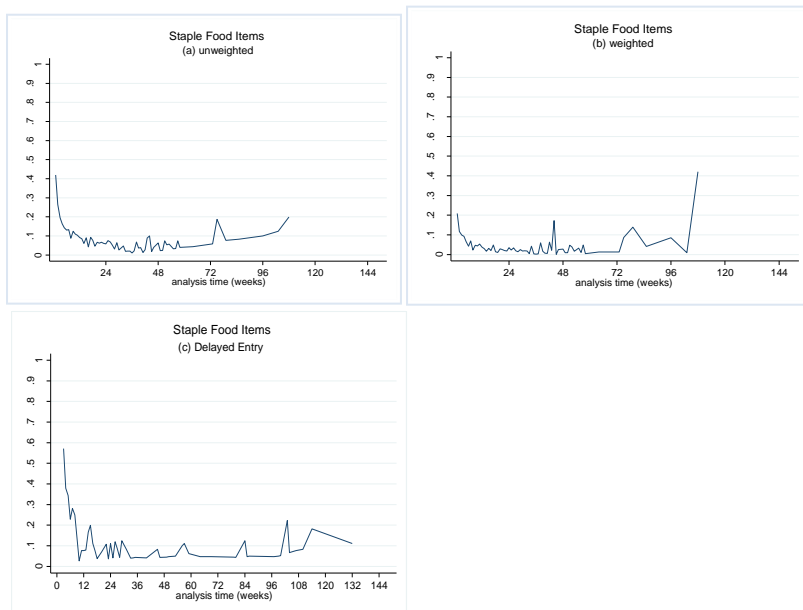 Staple Food Items
(a) unweighted
1
.9
.8
.7
.6
.5
.4
.3
.2
.1
0
24 48 72 96 120 144
analysis time (weeks)
Staple Food Items
(b) weighted
1
.9
.8
.7
.6
.5
.4
.3
.2
.1
0
24 48 72 96 120 144
analysis time (weeks)
Staple Food Items
(c) Delayed Entry
1
.9
.8
.7
.6
.5
.4
.3
.2
.1
0
0 12 24 36 48 60 72 84 96 108 120 132 144
analysis time (weeks)